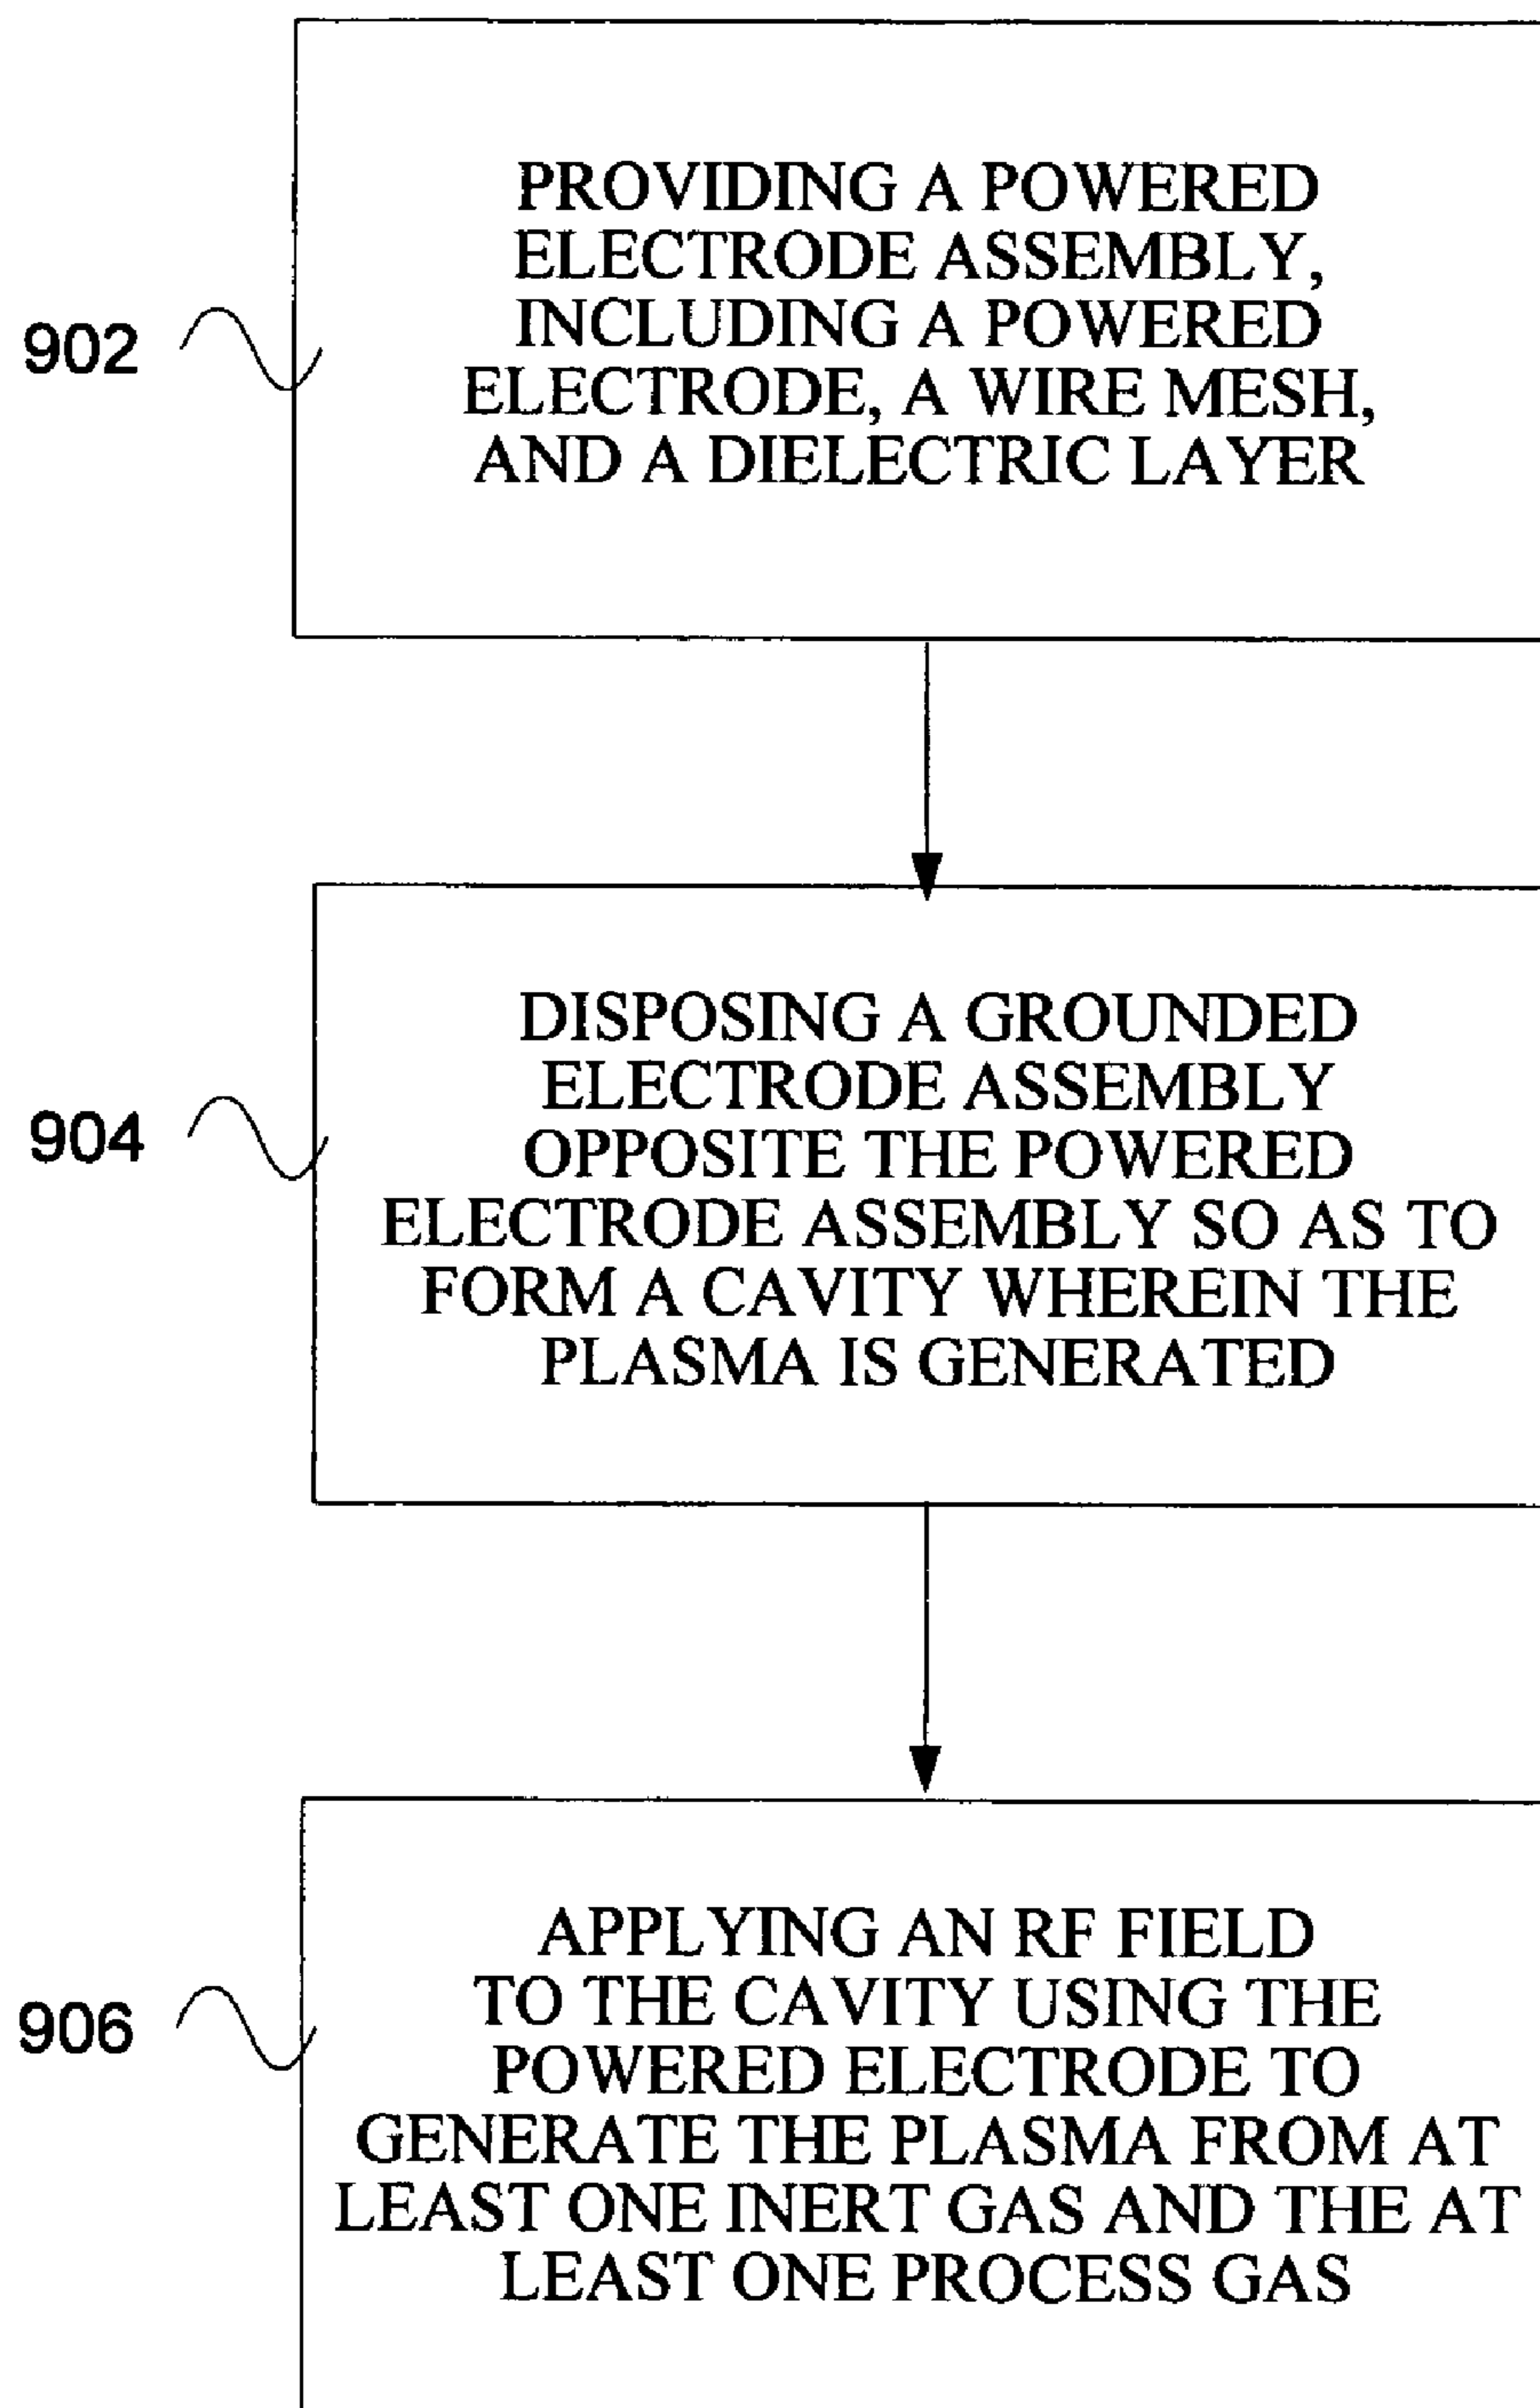 PROVIDING A POWERED
ELECTRODE ASSEMBLY,
INCLUDING A POWERED
ELECTRODE, A WIRE MESH,
AND A DIELECTRIC LAYER
902
DISPOSING A GROUNDED
ELECTRODE ASSEMBLY
OPPOSITE THE POWERED
ELECTRODE ASSEMBLY SO AS TO
FORM A CAVITY WHEREIN THE
PLASMA IS GENERATED
904
APPLYING AN RF FIELD
TO THE CAVITY USING THE
POWERED ELECTRODE TO
GENERATE THE PLASMA FROM AT
LEAST ONE INERT GAS AND THE AT
LEAST ONE PROCESS GAS
906